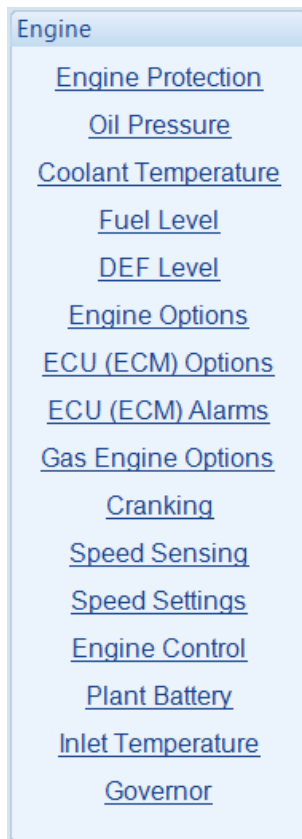 Engine
Engine Protection
Oil Pressure
Coolant Temperature
Fuel Level
DEF Level
Engine Options
ECU (ECM) Options
ECU (ECM) Alarms
Gas Engine Options
Cranking
Speed Sensing
Speed Settings
Engine Control
Plant Battery
Inlet Temperature
Governor